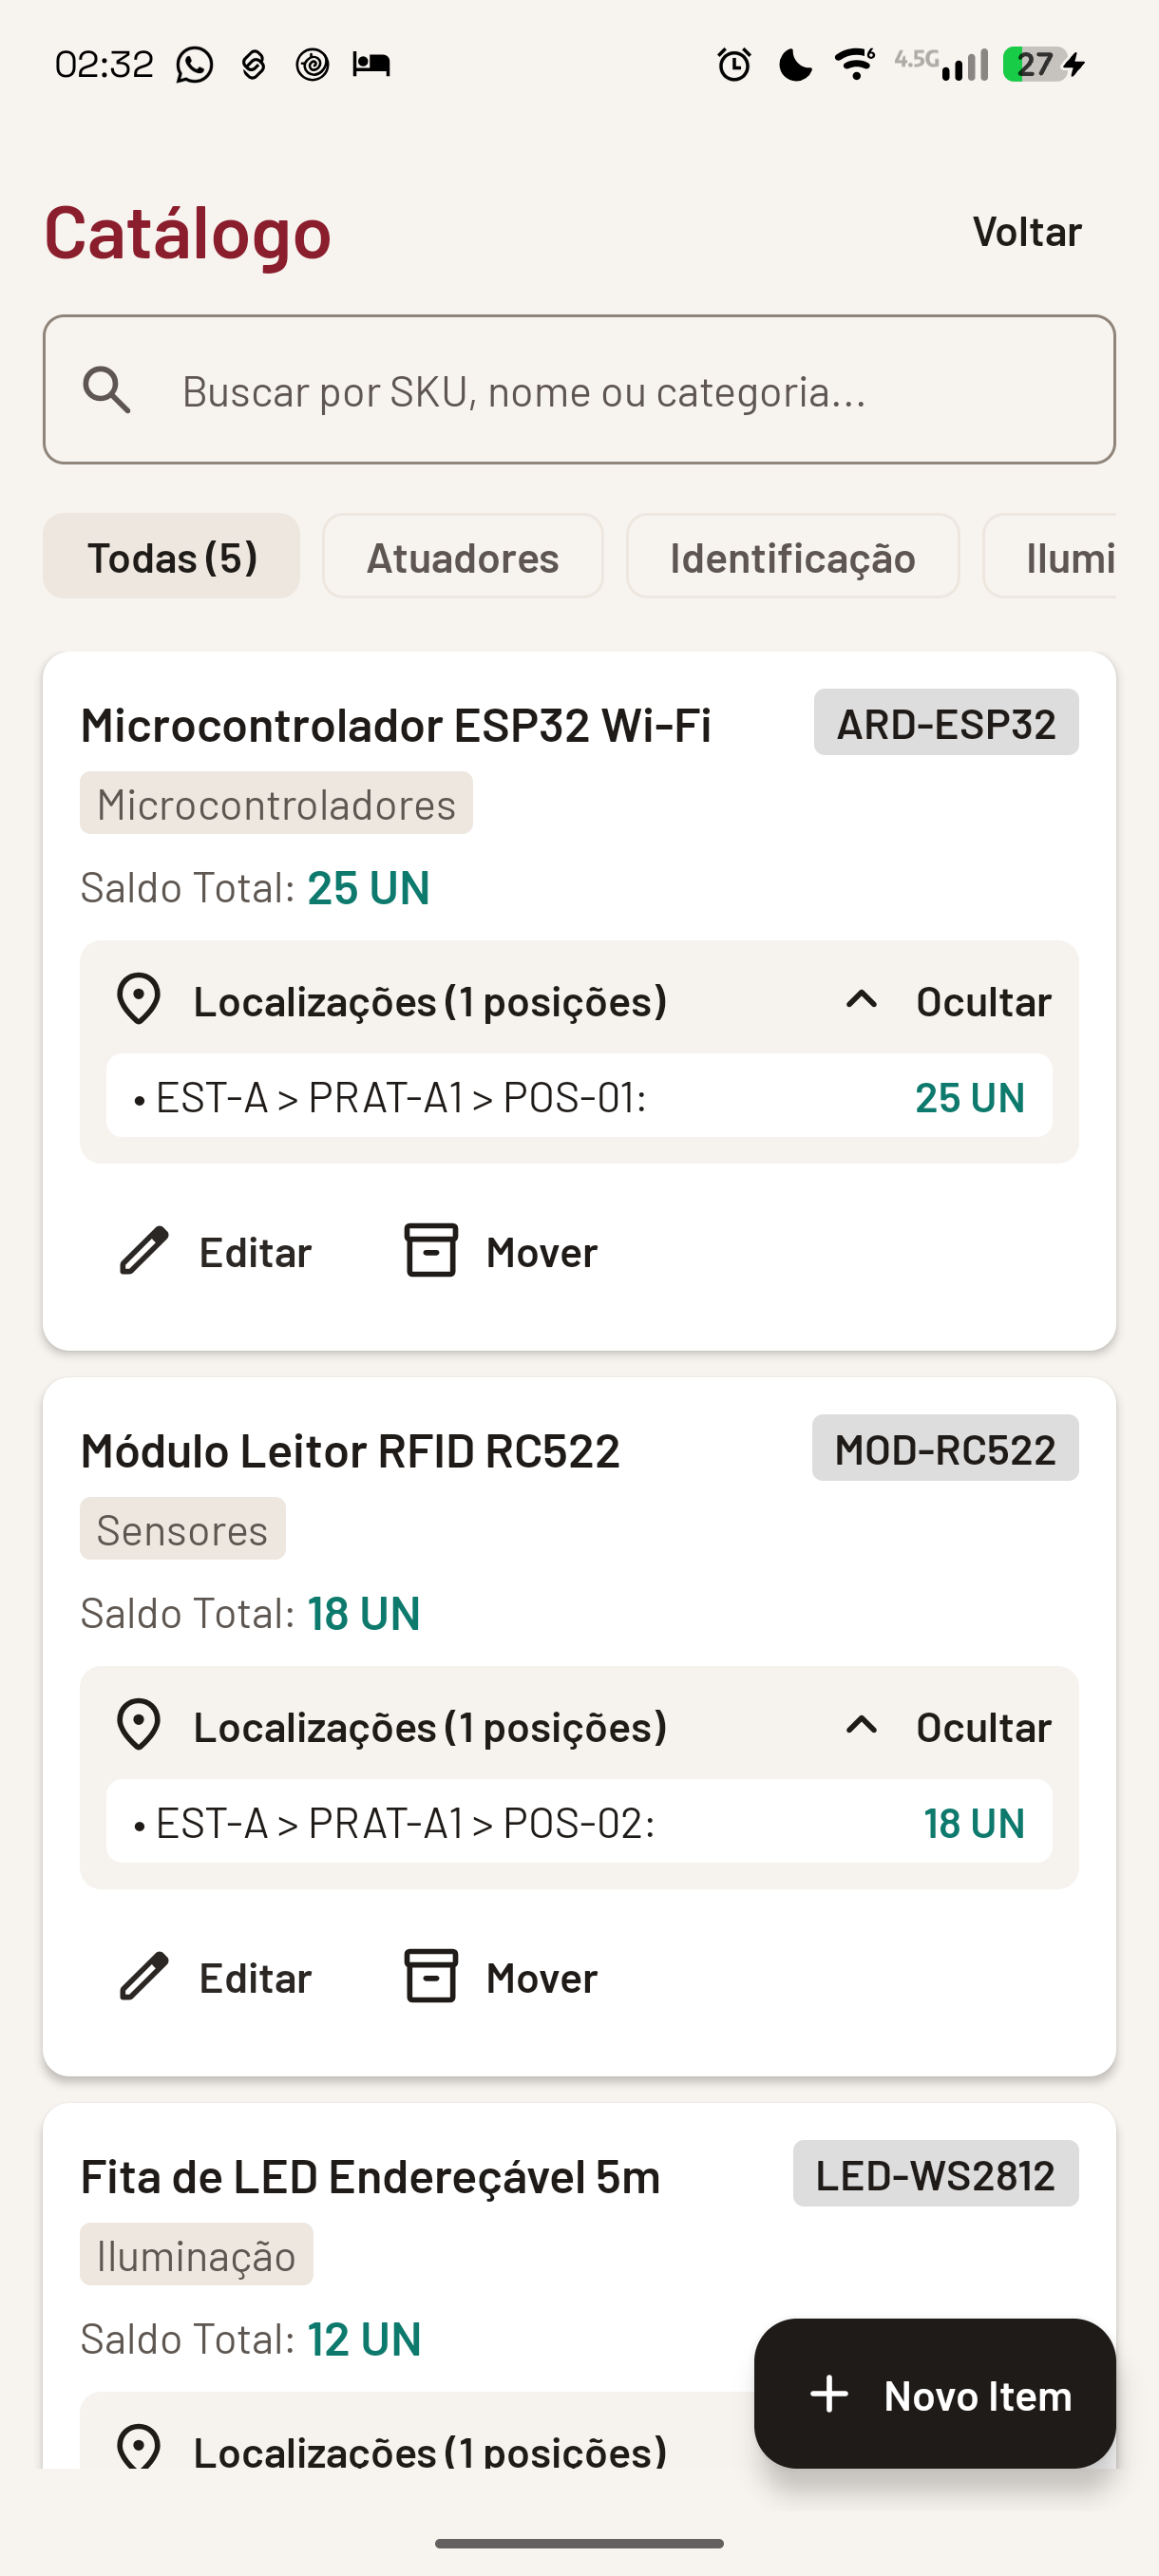 02:32
6
4.5G
27
Catálogo
Voltar
Buscar por SKU, nome ou categoria...
Todas (5)
Atuadores
Identificação
Ilumi
Microcontrolador ESP32 Wi-Fi
ARD-ESP32
Microcontroladores
Saldo Total: 25 UN
Localizações (1 posições)
Ocultar
• EST-A > PRAT-A1 > POS-01:
25 UN
Editar
Mover
Módulo Leitor RFID RC522
MOD-RC522
Sensores
Saldo Total: 18 UN
Localizações (1 posições)
Ocultar
• EST-A > PRAT-A1 > POS-02:
18 UN
Editar
Mover
Fita de LED Endereçável 5m
LED-WS2812
Iluminação
Saldo Total: 12 UN
Localizações (1 posições)
Novo Item